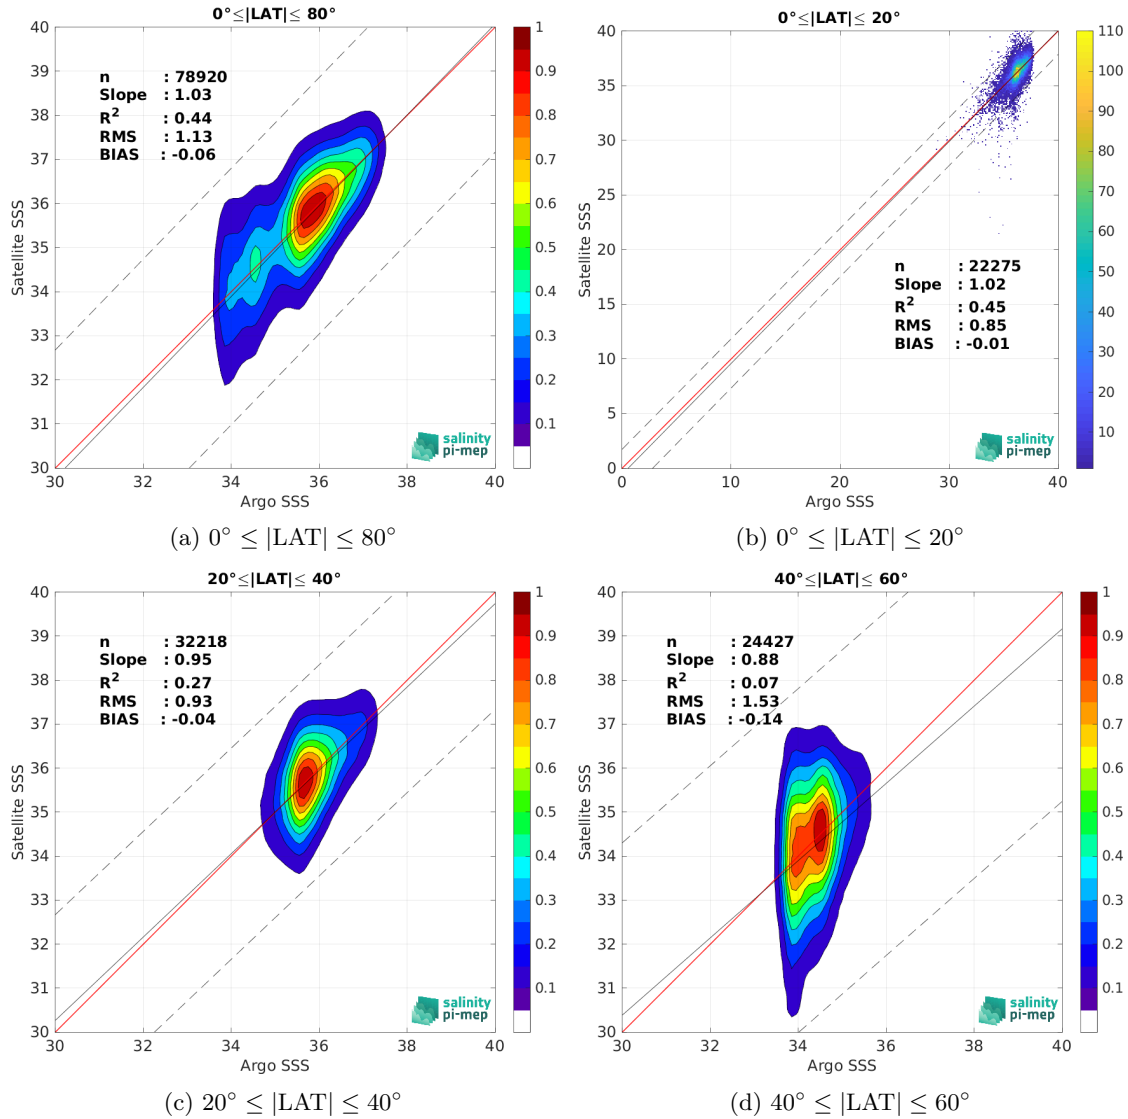 0°≤|LAT|≤ 80°
40
39
38
37
36
35
34
33
32
31
30
30
32
34
36
38
40
Satellite SSS
Argo SSS
n : 78920
Slope : 1.03
R² : 0.44
RMS : 1.13
BIAS : -0.06
salinity
pi-mep
1
0.9
0.8
0.7
0.6
0.5
0.4
0.3
0.2
0.1
(a) 0° ≤ |LAT| ≤ 80°
0°≤|LAT|≤ 20°
40
35
30
25
20
15
10
5
0
0
10
20
30
40
Satellite SSS
Argo SSS
n : 22275
Slope : 1.02
R² : 0.45
RMS : 0.85
BIAS : -0.01
salinity
pi-mep
110
100
90
80
70
60
50
40
30
20
10
(b) 0° ≤ |LAT| ≤ 20°
20°≤|LAT|≤ 40°
40
39
38
37
36
35
34
33
32
31
30
30
32
34
36
38
40
Satellite SSS
Argo SSS
n : 32218
Slope : 0.95
R² : 0.27
RMS : 0.93
BIAS : -0.04
salinity
pi-mep
1
0.9
0.8
0.7
0.6
0.5
0.4
0.3
0.2
0.1
(c) 20° ≤ |LAT| ≤ 40°
40°≤|LAT|≤ 60°
40
39
38
37
36
35
34
33
32
31
30
30
32
34
36
38
40
Satellite SSS
Argo SSS
n : 24427
Slope : 0.88
R² : 0.07
RMS : 1.53
BIAS : -0.14
salinity
pi-mep
1
0.9
0.8
0.7
0.6
0.5
0.4
0.3
0.2
0.1
(d) 40° ≤ |LAT| ≤ 60°